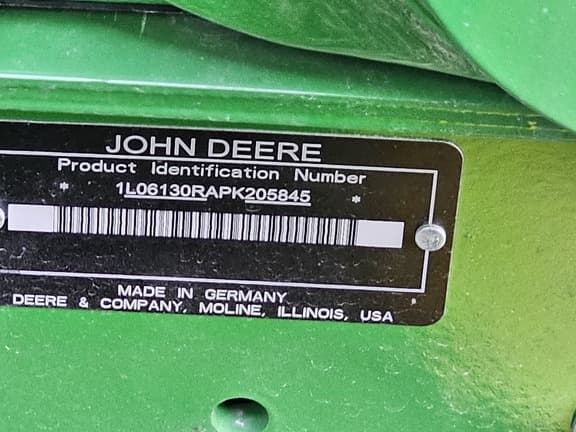 JOHN DEERE
Product Identification Number
* 1L06130RAPK205845 *
MADE IN GERMANY
DEERE & COMPANY, MOLINE, ILLINOIS, USA